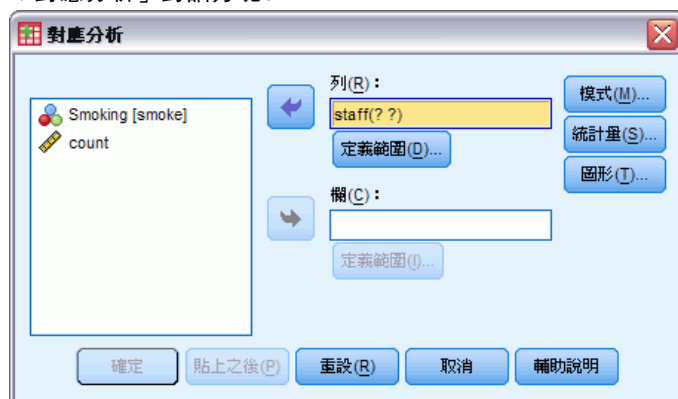 對應分析
列(R)：
staff(? ?)
定義範圍(D)...
欄(C)：
定義範圍(I)...
Smoking [smoke]
count
模式(M)...
統計量(S)...
圖形(T)...
確定
貼上之後(P)
重設(R)
取消
輔助說明